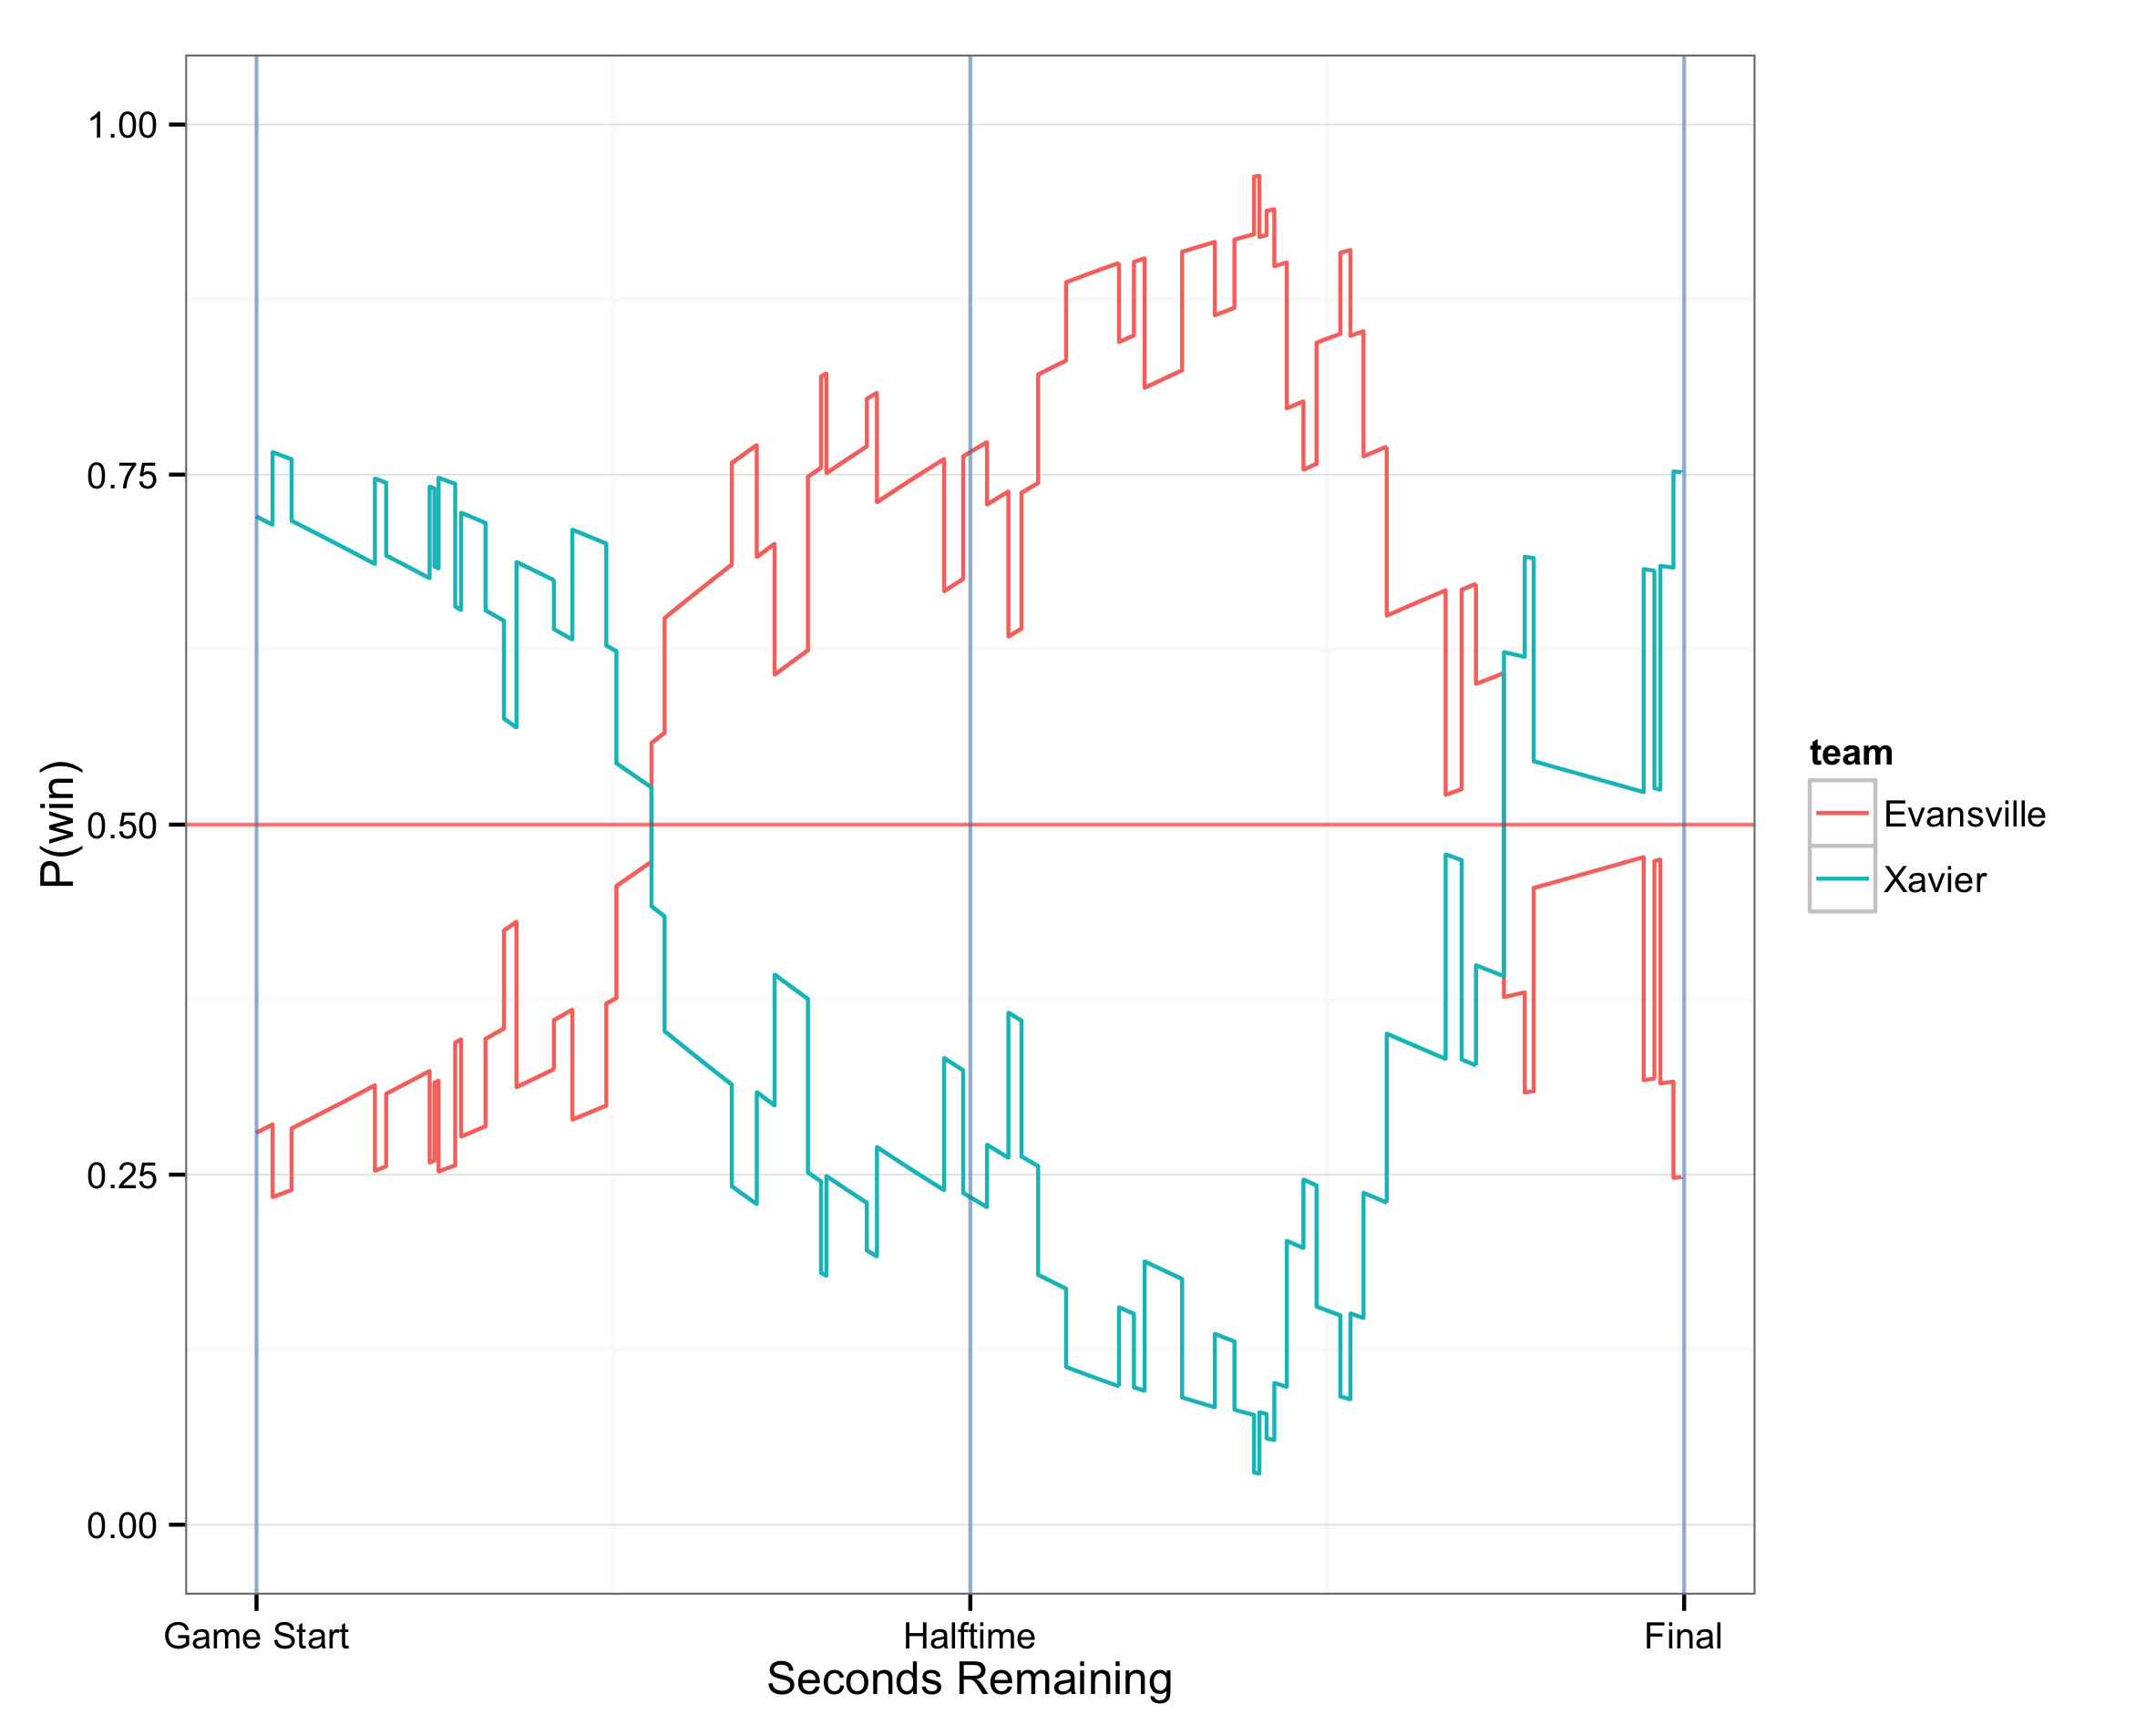 P(win)
1.00
0.75
0.50
0.25
0.00
Game Start
Halftime
Final
Seconds Remaining
team
Evansville
Xavier